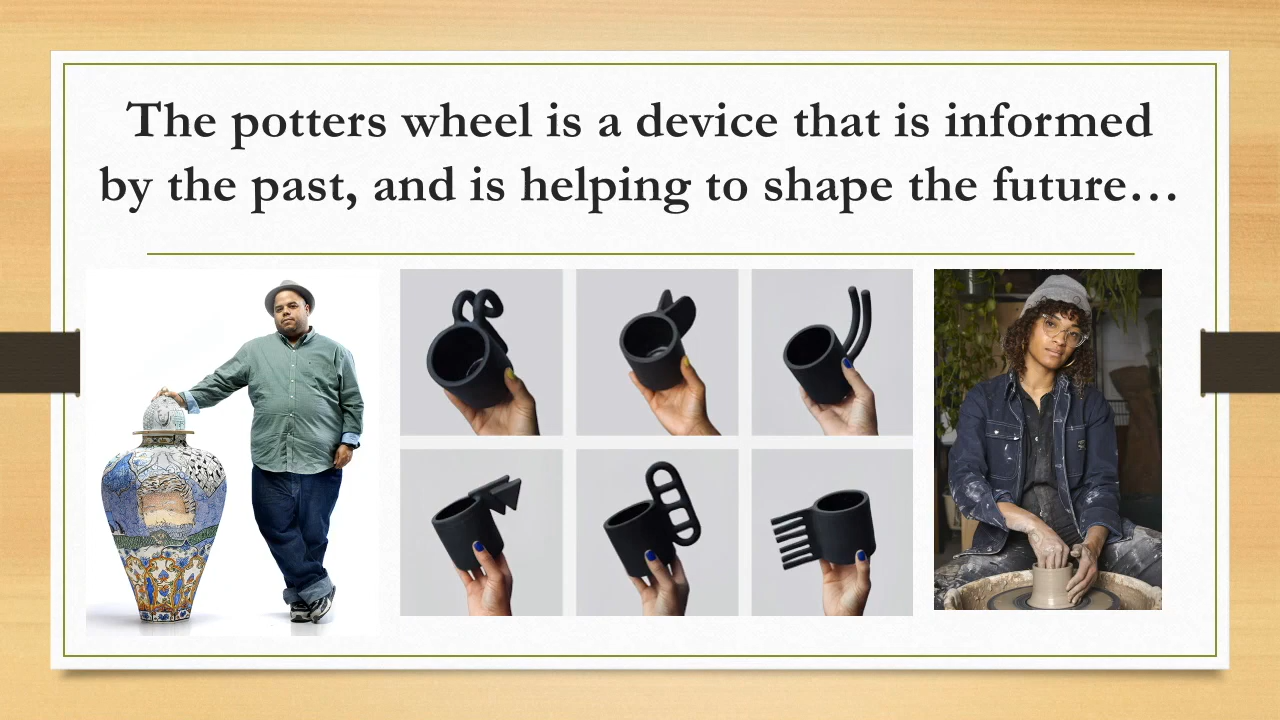 The potters wheel is a device that is informed
by the past, and is helping to shape the future…